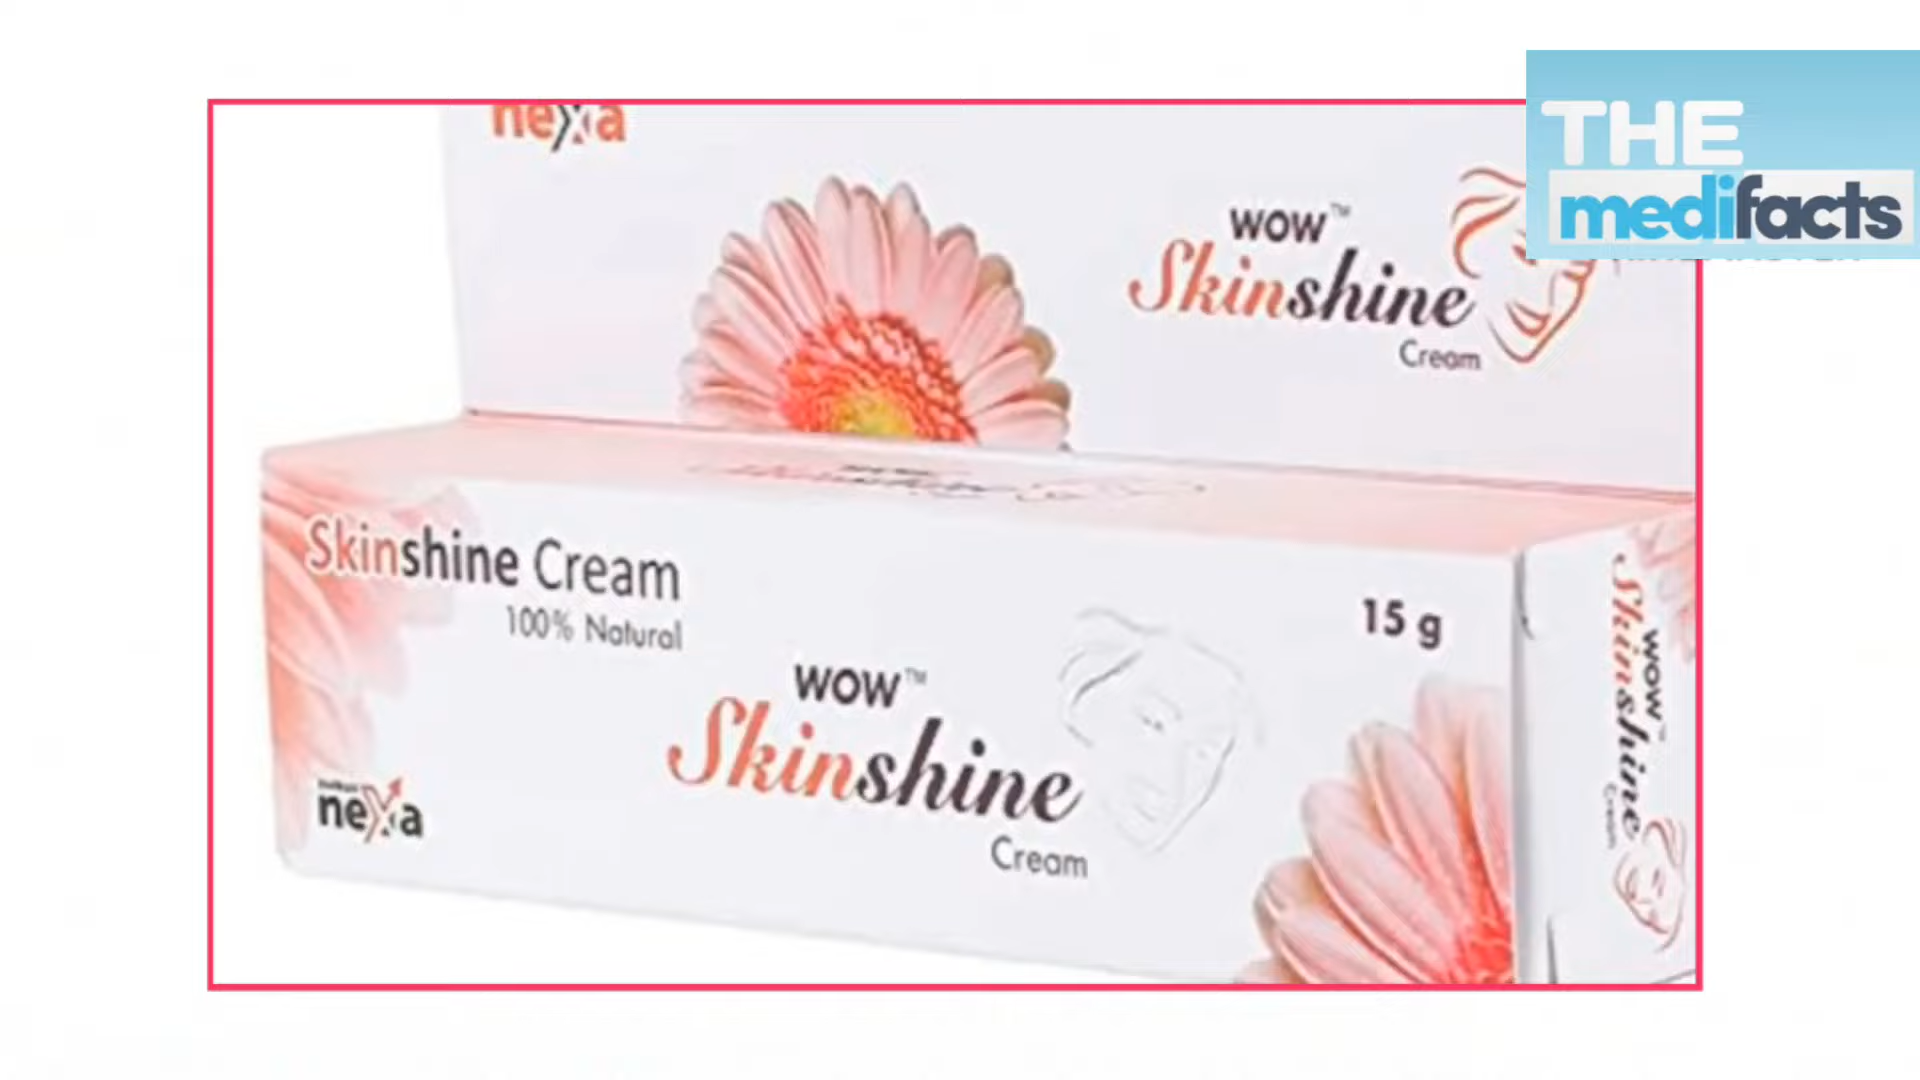 nexa
THE
medifacts
WOW™
Skinshine
Cream
Skinshine Cream
100% Natural
15 g
WOW™
Skinshine
Cream
nexa
WOW™
Skinshine
Cream